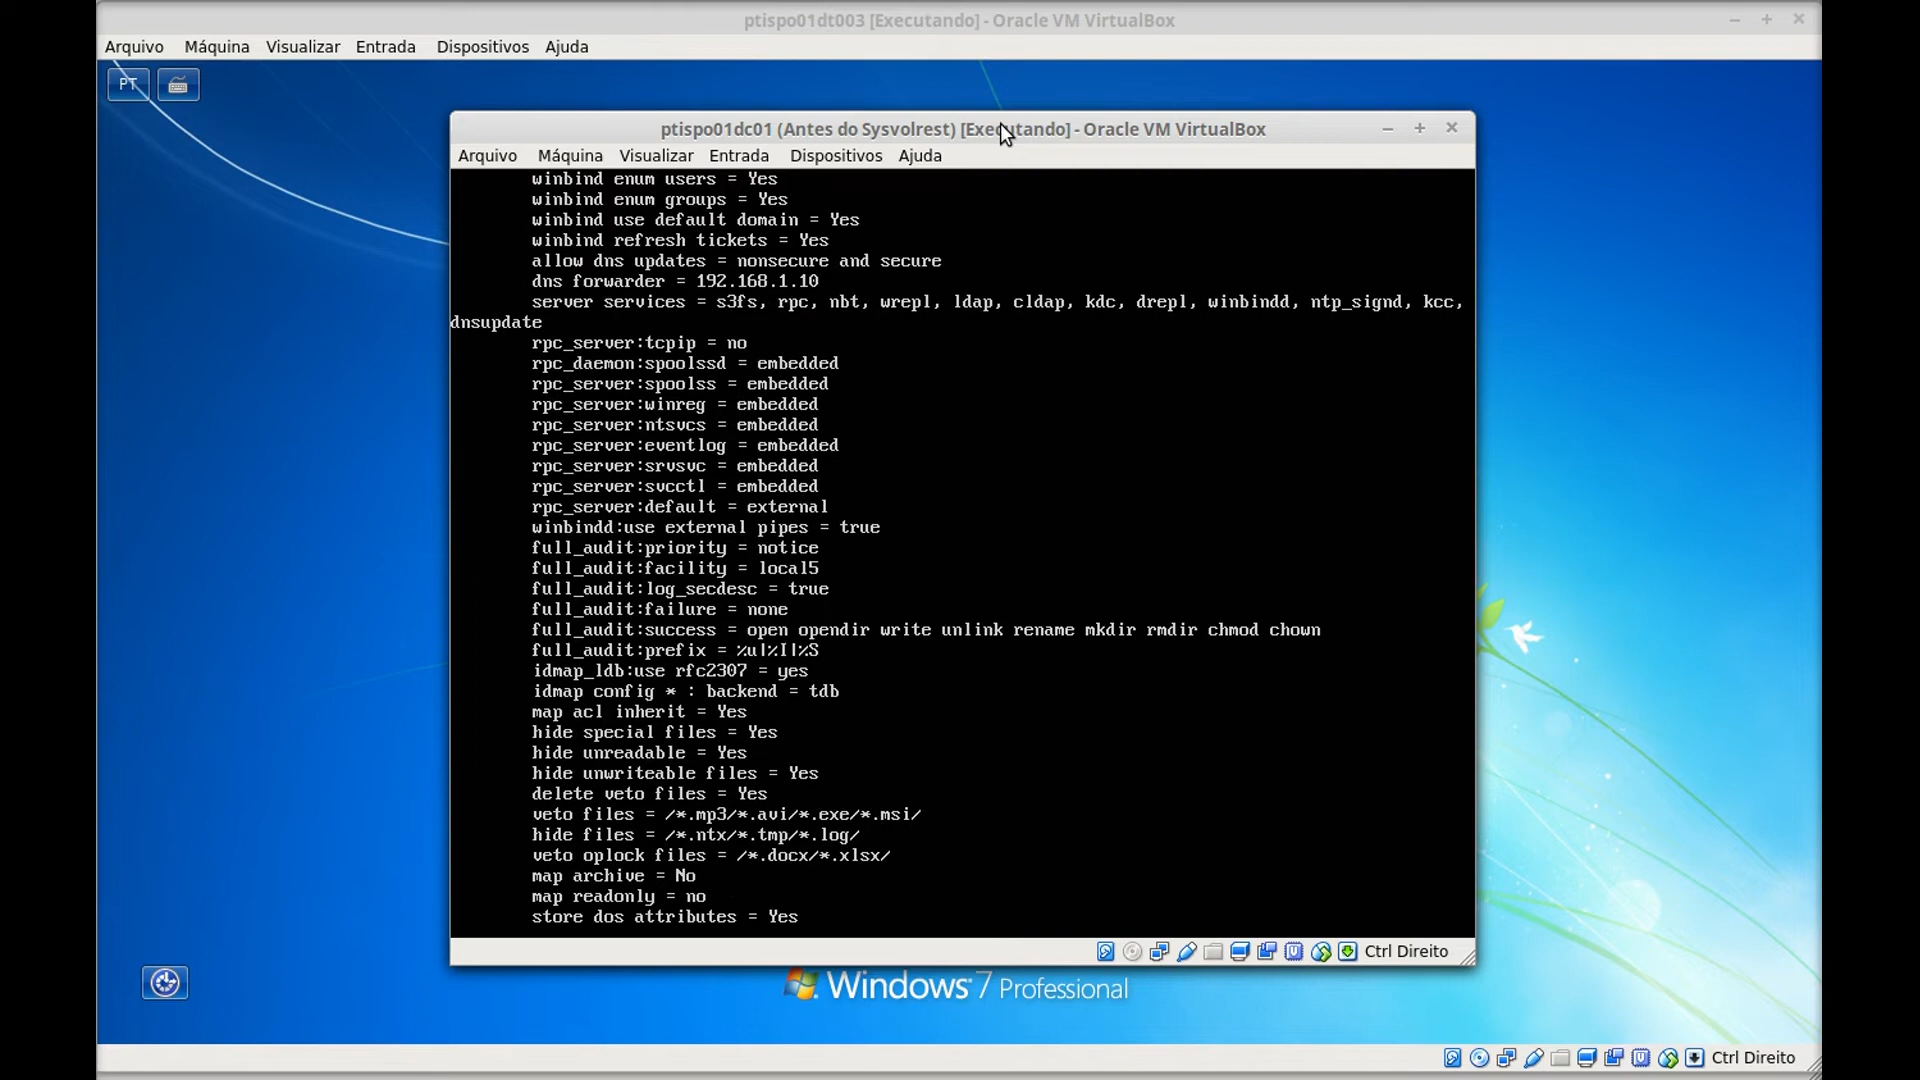 ptispo01dt003 [Executando] - Oracle VM VirtualBox
Arquivo Máquina Visualizar Entrada Dispositivos Ajuda
PT
ptispo01dc01 (Antes do Sysvolrest) [Executando] - Oracle VM VirtualBox
Arquivo Máquina Visualizar Entrada Dispositivos Ajuda
winbind enum users = Yes
winbind enum groups = Yes
winbind use default domain = Yes
winbind refresh tickets = Yes
allow dns updates = nonsecure and secure
dns forwarder = 192.168.1.10
server services = s3fs, rpc, nbt, wrepl, ldap, cldap, kdc, drepl, winbindd, ntp_signd, kcc,
dnsupdate
rpc_server:tcpip = no
rpc_daemon:spoolssd = embedded
rpc_server:spoolss = embedded
rpc_server:winreg = embedded
rpc_server:ntsvcs = embedded
rpc_server:eventlog = embedded
rpc_server:srvsvc = embedded
rpc_server:svcctl = embedded
rpc_server:default = external
winbindd:use external pipes = true
full_audit:priority = notice
full_audit:facility = local5
full_audit:log_secdesc = true
full_audit:failure = none
full_audit:success = open opendir write unlink rename mkdir rmdir chmod chown
full_audit:prefix = %u|%I|%S
idmap_ldb:use rfc2307 = yes
idmap config * : backend = tdb
map acl inherit = Yes
hide special files = Yes
hide unreadable = Yes
hide unwriteable files = Yes
delete veto files = Yes
veto files = /*.mp3/*.avi/*.exe/*.msi/
hide files = /*.ntx/*.tmp/*.log/
veto oplock files = /*.docx/*.xlsx/
map archive = No
map readonly = no
store dos attributes = Yes
Ctrl Direito
Windows 7 Professional
Ctrl Direito